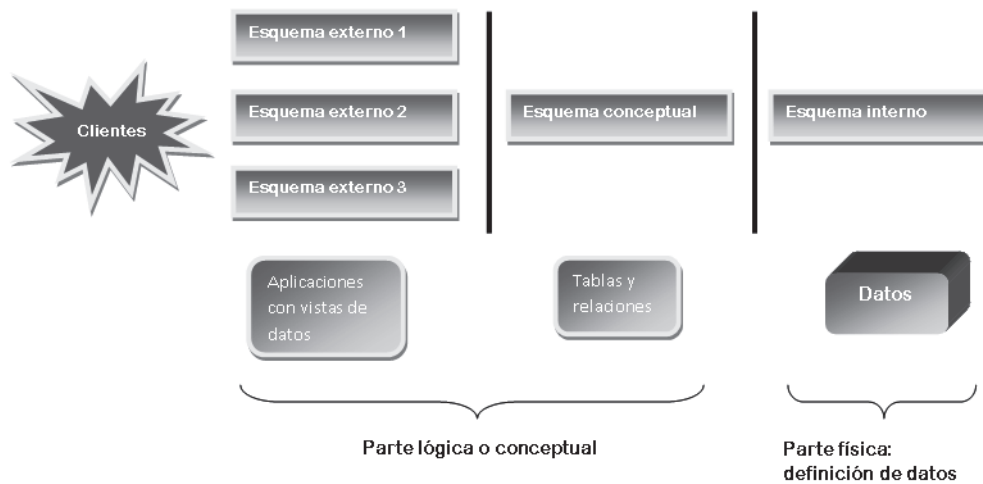 Esquema externo 1
Clientes
Esquema externo 2
Esquema conceptual
Esquema interno
Esquema externo 3
Aplicaciones
con vistas de
datos
Tablas y
relaciones
Datos
Parte lógica o conceptual
Parte física:
definición de datos